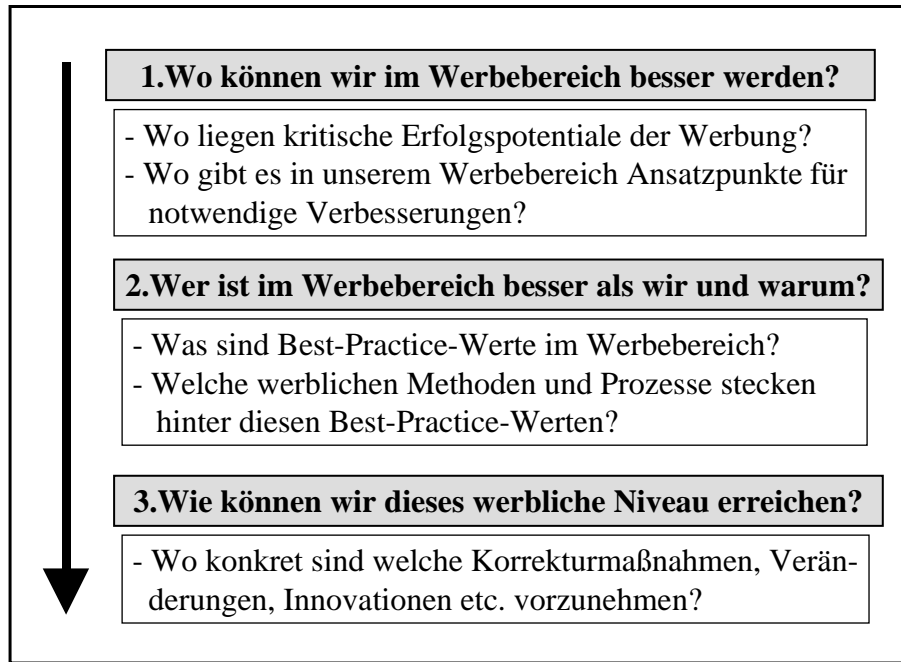 1.Wo können wir im Werbebereich besser werden?
- Wo liegen kritische Erfolgspotentiale der Werbung?
- Wo gibt es in unserem Werbebereich Ansatzpunkte für
notwendige Verbesserungen?
2.Wer ist im Werbebereich besser als wir und warum?
- Was sind Best-Practice-Werte im Werbebereich?
- Welche werblichen Methoden und Prozesse stecken
hinter diesen Best-Practice-Werten?
3.Wie können wir dieses werbliche Niveau erreichen?
- Wo konkret sind welche Korrekturmaßnahmen, Verän-
derungen, Innovationen etc. vorzunehmen?